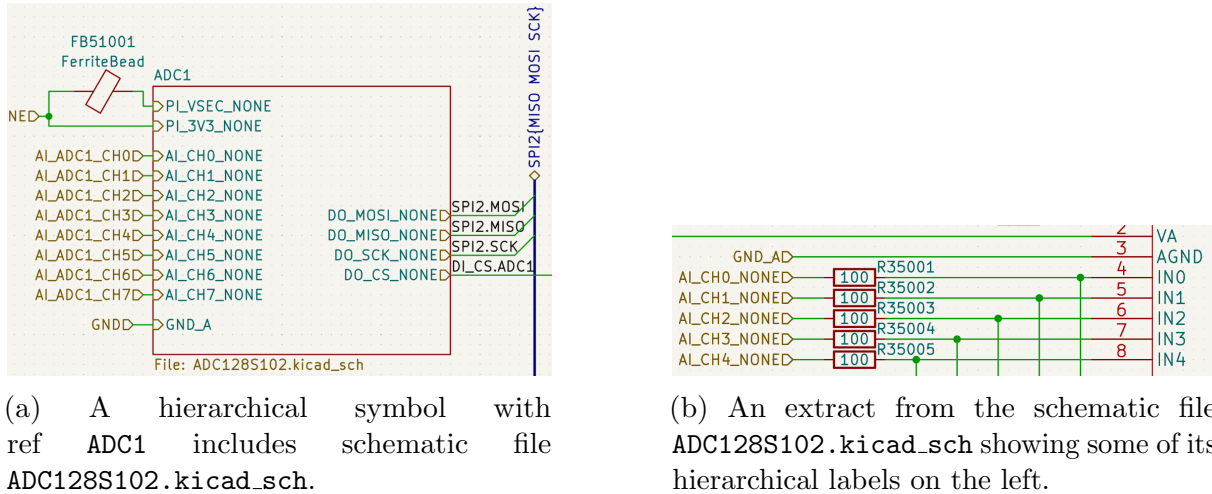 SPI2{MISO MOSI SCK}
FB51001
FerriteBead
ADC1
NE
PI_VSEC_NONE
PI_3V3_NONE
AI_ADC1_CH0 AI_CH0_NONE
AI_ADC1_CH1 AI_CH1_NONE
AI_ADC1_CH2 AI_CH2_NONE
AI_ADC1_CH3 AI_CH3_NONE DO_MOSI_NONE SPI2.MOSI
AI_ADC1_CH4 AI_CH4_NONE DO_MISO_NONE SPI2.MISO
AI_ADC1_CH5 AI_CH5_NONE DO_SCK_NONE SPI2.SCK
AI_ADC1_CH6 AI_CH6_NONE DO_CS_NONE DI_CS.ADC1
AI_ADC1_CH7 AI_CH7_NONE
GND GND_A
File: ADC128S102.kicad_sch
(a) A hierarchical symbol with
ref ADC1 includes schematic file
ADC128S102.kicad_sch.
2 VA
GND_A 3 AGND
AI_CH0_NONE 100 R35001 4 IN0
AI_CH1_NONE 100 R35002 5 IN1
AI_CH2_NONE 100 R35003 6 IN2
AI_CH3_NONE 100 R35004 7 IN3
AI_CH4_NONE 100 R35005 8 IN4
(b) An extract from the schematic file
ADC128S102.kicad_sch showing some of its
hierarchical labels on the left.